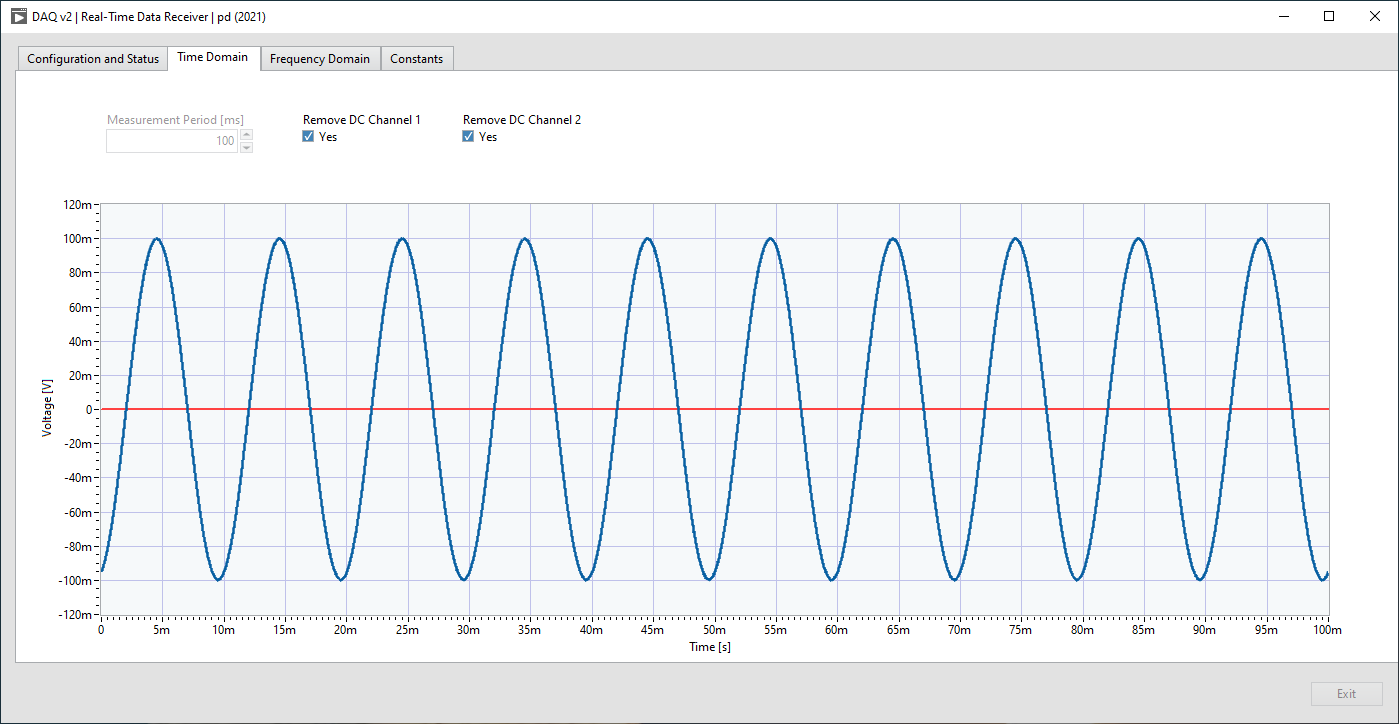 DAQ v2 | Real-Time Data Receiver | pd (2021)
Configuration and Status
Time Domain
Frequency Domain
Constants
Measurement Period [ms]
100
Remove DC Channel 1
Yes
Remove DC Channel 2
Yes
Voltage [V]
120m
100m
80m
60m
40m
20m
0
-20m
-40m
-60m
-80m
-100m
-120m
0 5m 10m 15m 20m 25m 30m 35m 40m 45m 50m 55m 60m 65m 70m 75m 80m 85m 90m 95m 100m
Time [s]
Exit